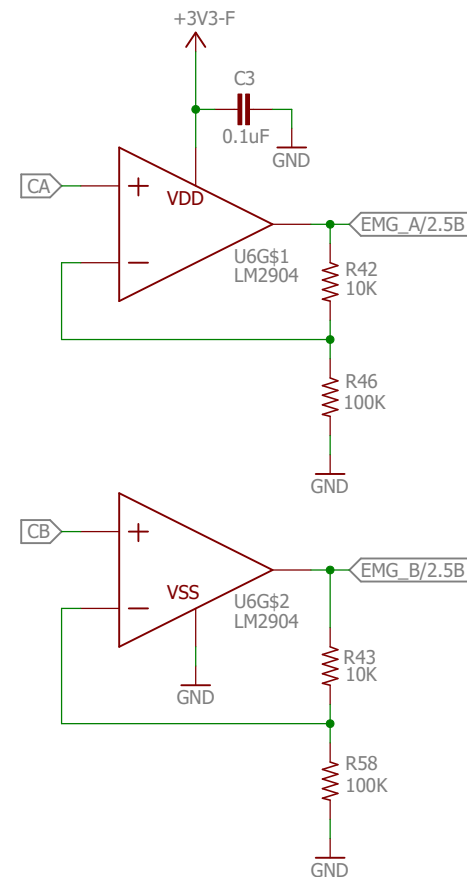 +3V3-F
C3
0.1uF
GND
CA
+
VDD
−
U6G$1
LM2904
EMG_A/2.5B
R42
10K
R46
100K
GND
CB
+
VSS
−
U6G$2
LM2904
GND
EMG_B/2.5B
R43
10K
R58
100K
GND